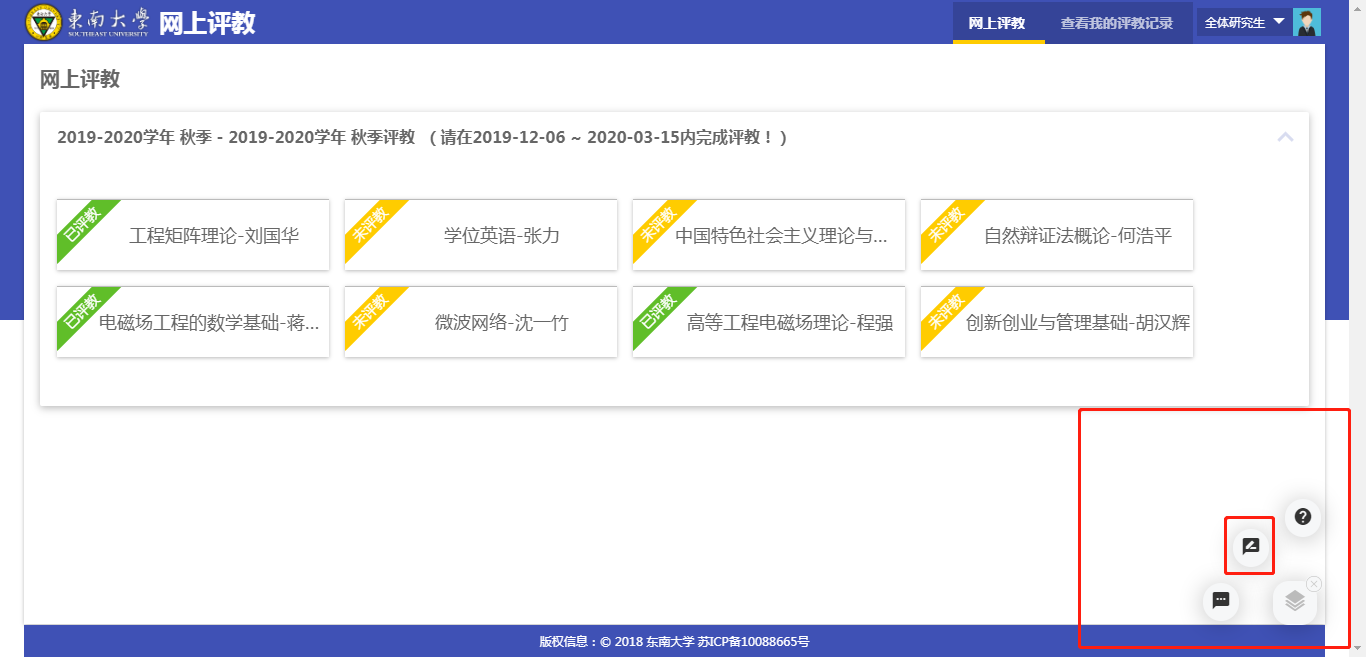 東南大學 网上评教
SOUTHEAST UNIVERSITY
网上评教 查看我的评教记录 全体研究生
网上评教
2019-2020学年 秋季 - 2019-2020学年 秋季评教 （请在2019-12-06 ~ 2020-03-15内完成评教！）
已评教 工程矩阵理论-刘国华
未评教 学位英语-张力
未评教 中国特色社会主义理论与...
未评教 自然辩证法概论-何浩平
已评教 电磁场工程的数学基础-蒋...
未评教 微波网络-沈一竹
已评教 高等工程电磁场理论-程强
未评教 创新创业与管理基础-胡汉辉
版权信息：© 2018 东南大学 苏ICP备10088665号